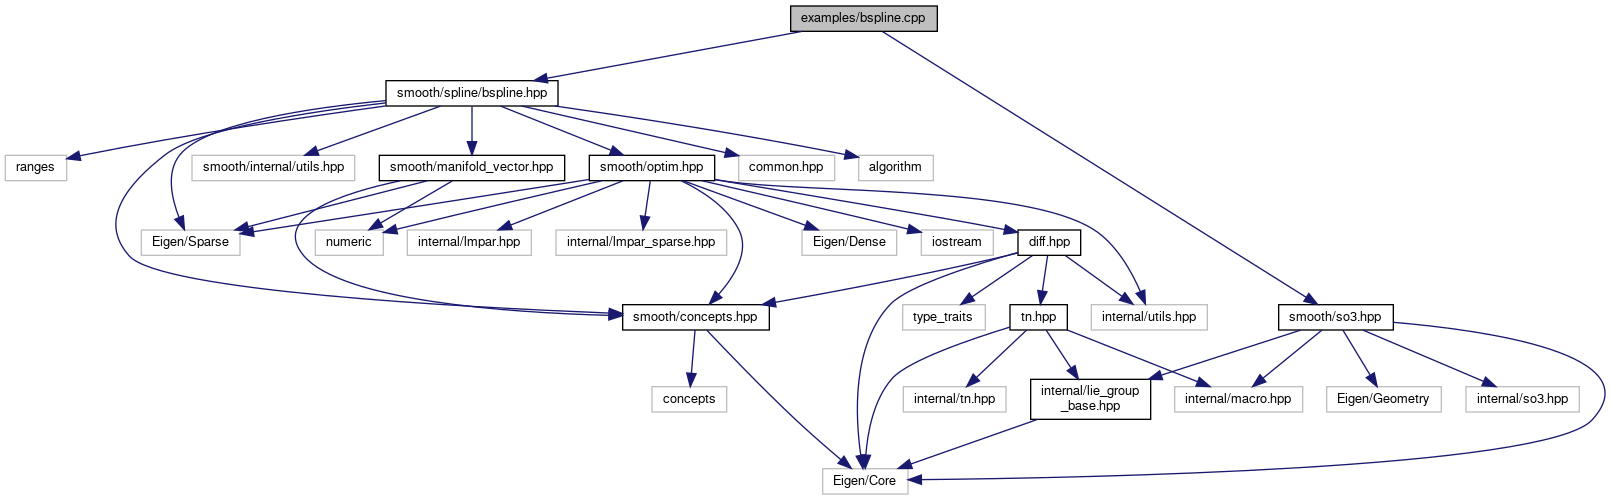 examples/bspline.cpp
smooth/spline/bspline.hpp
ranges
smooth/internal/utils.hpp
smooth/manifold_vector.hpp
smooth/optim.hpp
common.hpp
algorithm
Eigen/Sparse
numeric
internal/lmpar.hpp
internal/lmpar_sparse.hpp
Eigen/Dense
iostream
diff.hpp
smooth/concepts.hpp
type_traits
tn.hpp
internal/utils.hpp
smooth/so3.hpp
concepts
internal/tn.hpp
internal/lie_group
_base.hpp
internal/macro.hpp
Eigen/Geometry
internal/so3.hpp
Eigen/Core